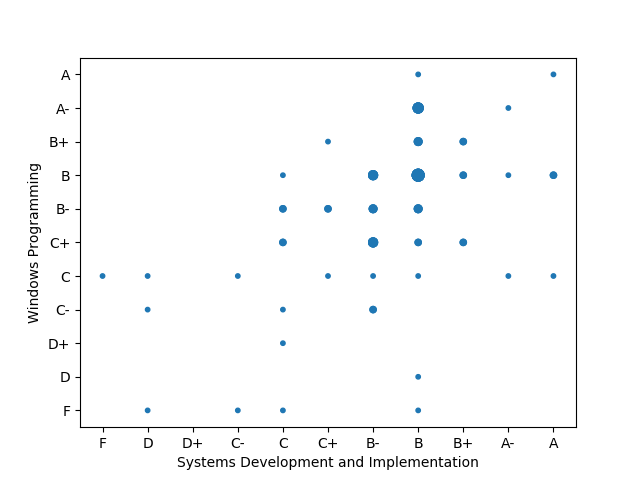 A
A-
B+
B
B-
C+
C
C-
D+
D
F
Windows Programming
F D D+ C- C C+ B- B B+ A- A
Systems Development and Implementation